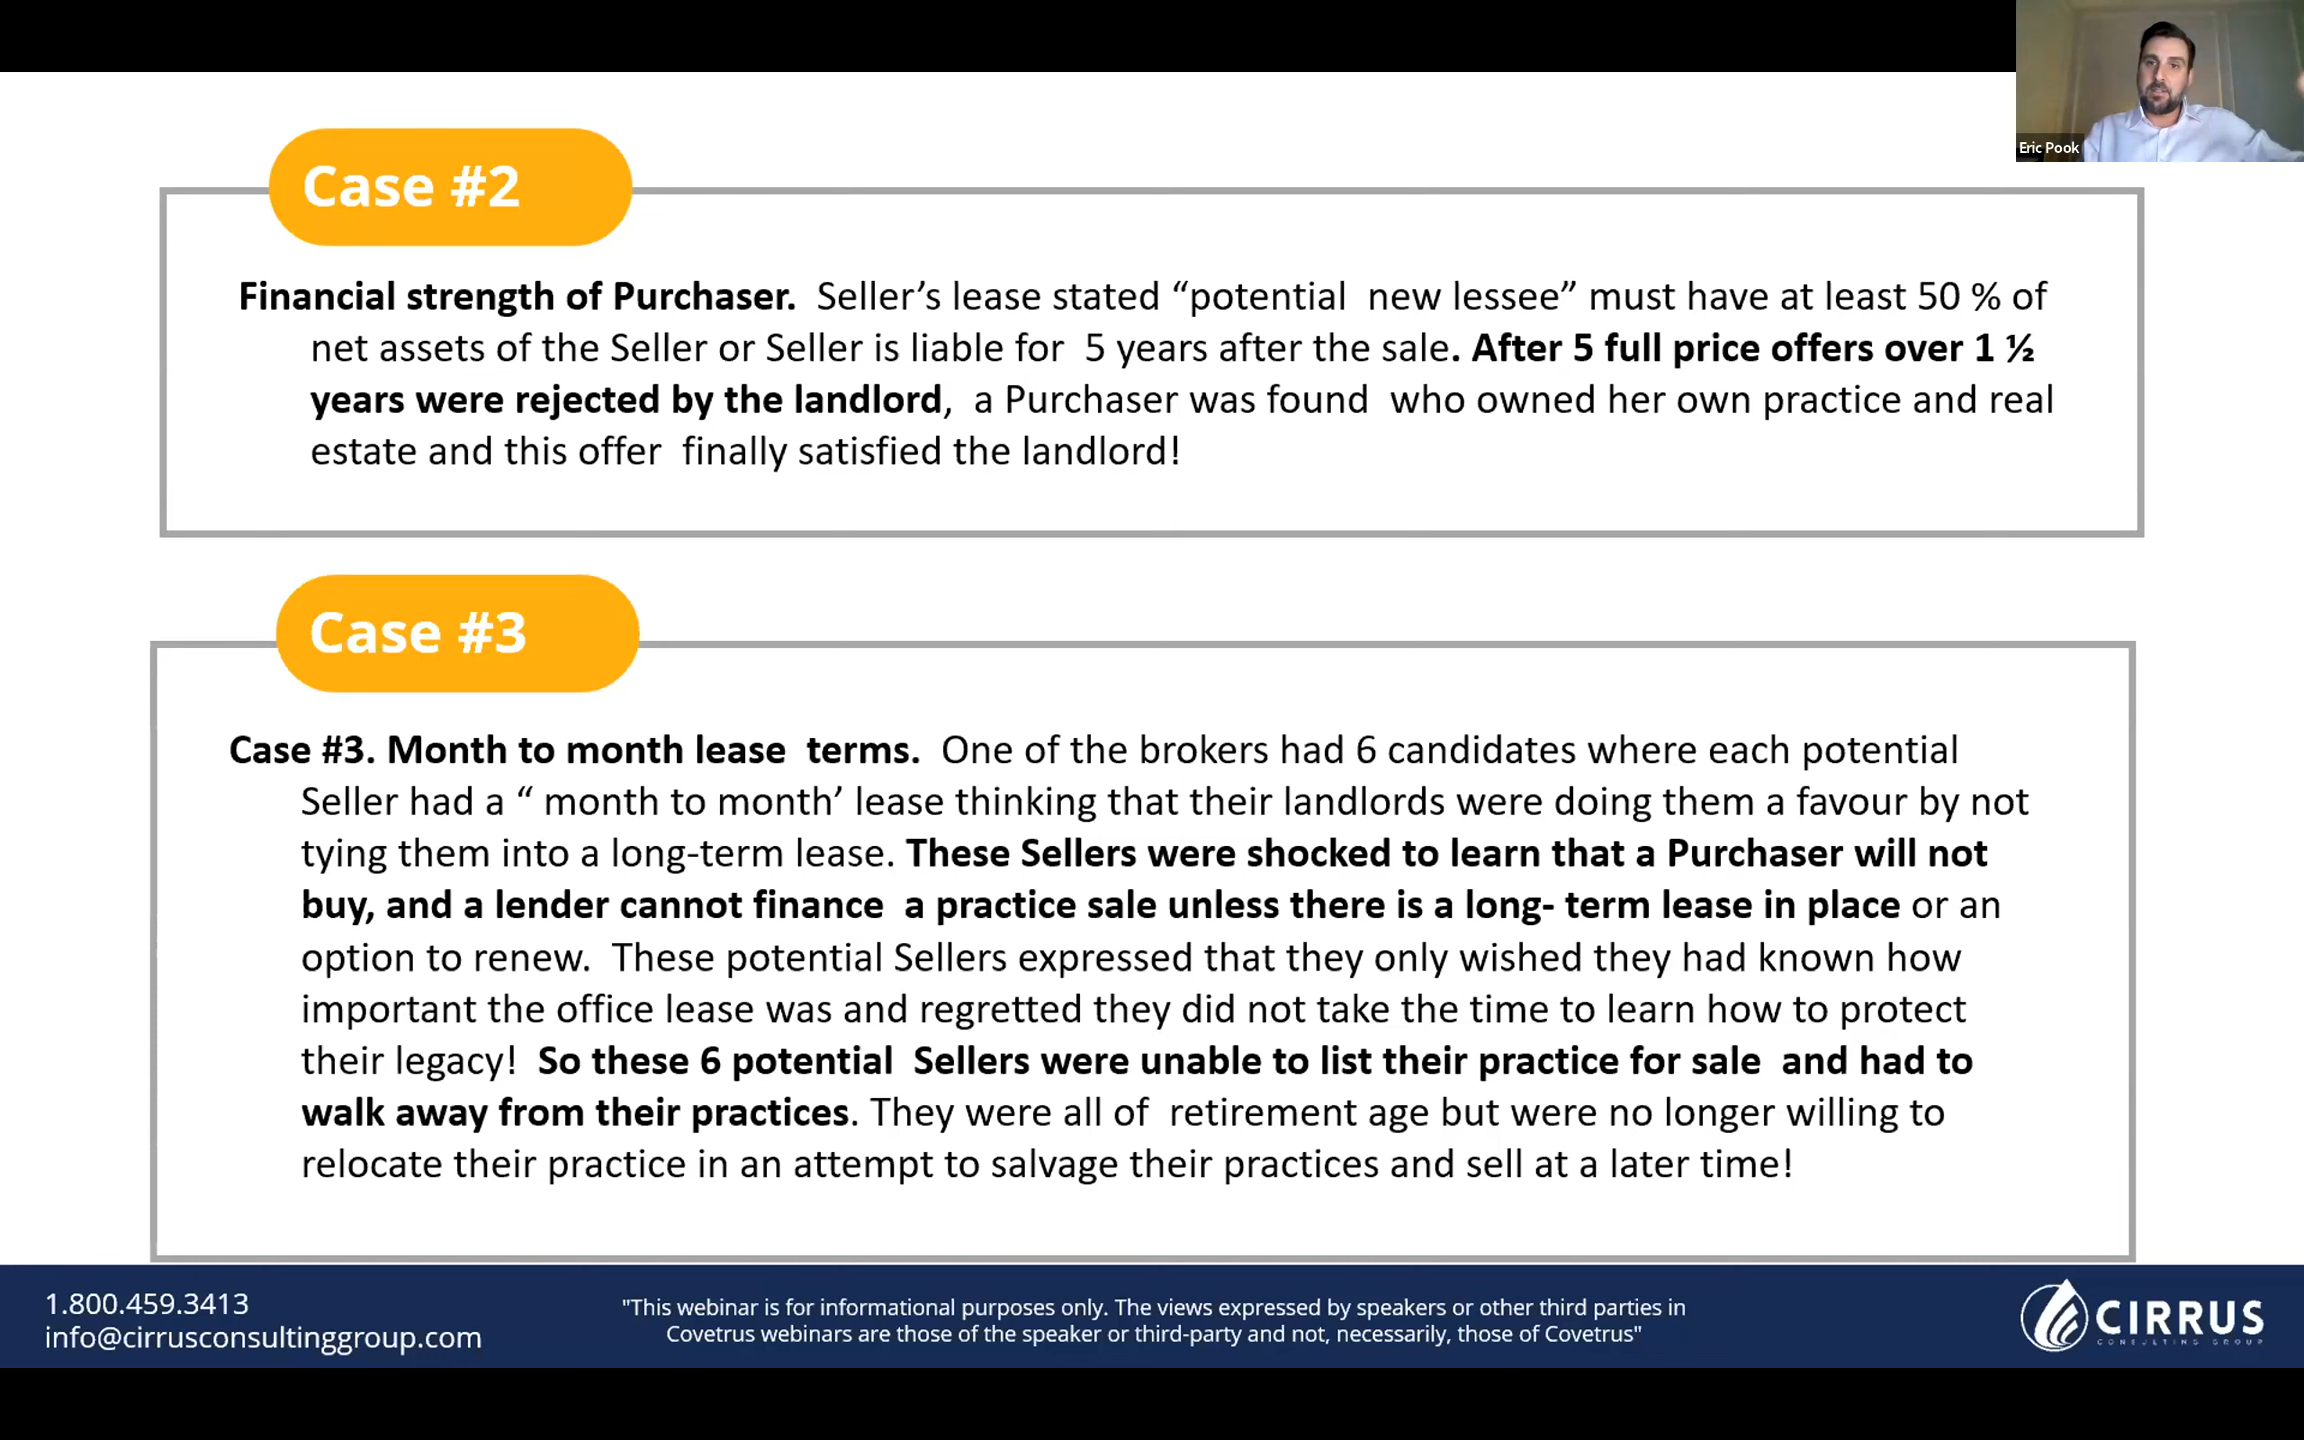 Eric Pook
Case #2
Financial strength of Purchaser.  Seller’s lease stated “potential  new lessee” must have at least 50 % of
net assets of the Seller or Seller is liable for  5 years after the sale. After 5 full price offers over 1 ½
years were rejected by the landlord,  a Purchaser was found  who owned her own practice and real
estate and this offer  finally satisfied the landlord!
Case #3
Case #3. Month to month lease  terms.  One of the brokers had 6 candidates where each potential
Seller had a “ month to month’ lease thinking that their landlords were doing them a favour by not
tying them into a long-term lease. These Sellers were shocked to learn that a Purchaser will not
buy, and a lender cannot finance  a practice sale unless there is a long- term lease in place or an
option to renew.  These potential Sellers expressed that they only wished they had known how
important the office lease was and regretted they did not take the time to learn how to protect
their legacy!  So these 6 potential  Sellers were unable to list their practice for sale  and had to
walk away from their practices. They were all of  retirement age but were no longer willing to
relocate their practice in an attempt to salvage their practices and sell at a later time!
1.800.459.3413
info@cirrusconsultinggroup.com
"This webinar is for informational purposes only. The views expressed by speakers or other third parties in
Covetrus webinars are those of the speaker or third-party and not, necessarily, those of Covetrus"
CIRRUS
CONSULTING GROUP